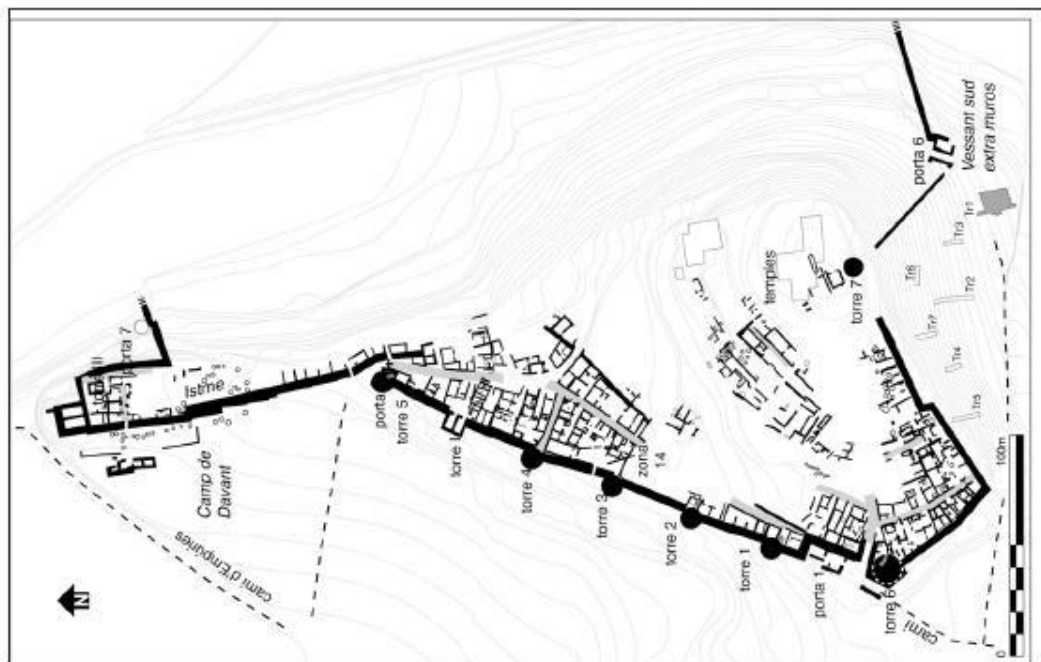 N
camí d'Empúries
Camp de
Davant
porta 7
Istme
porta
torre 5
torre 4
zona
14
torre 3
torre 2
torre 1
porta 1
torre 6
camí
temples
torre 7
porta 6
Vessant sud
extra muros
Tr1
Tr3
Tr6
Tr2
Tr7
Tr4
Tr5
0
100m